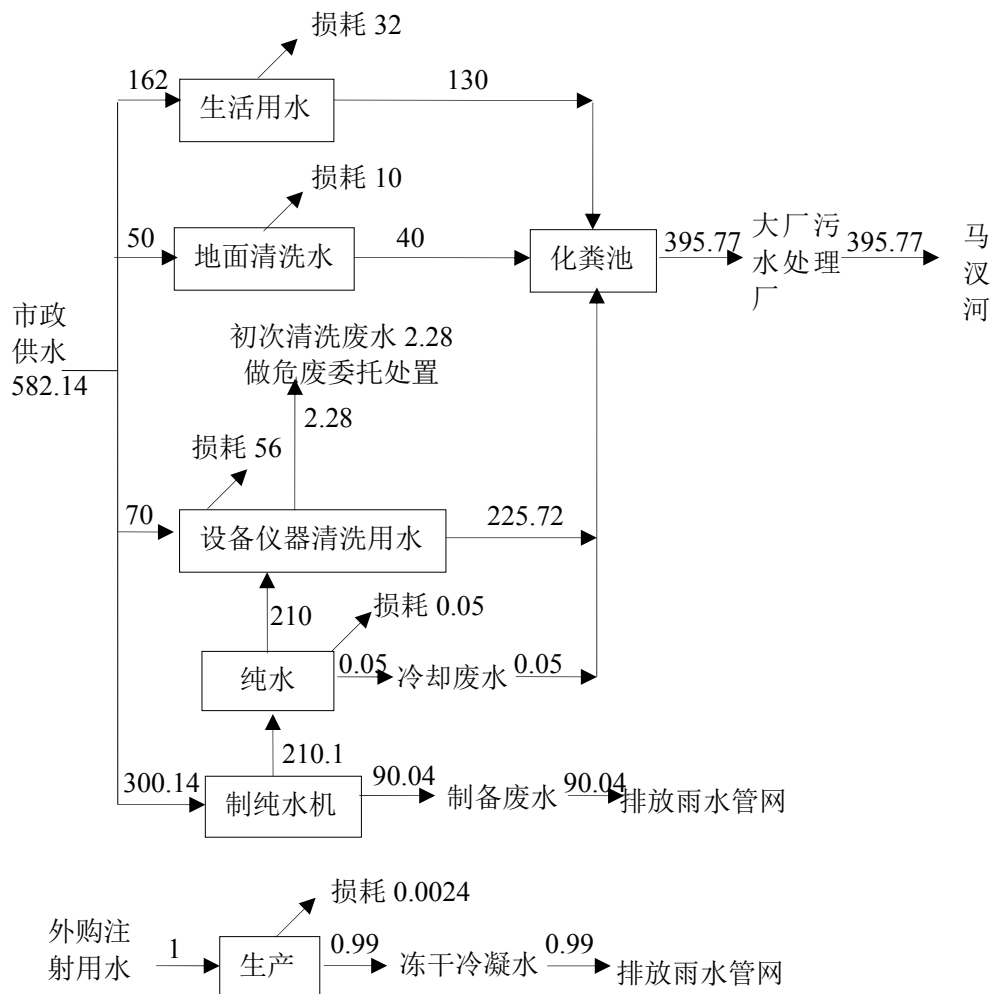 损耗 32
162
生活用水
130
损耗 10
50
地面清洗水
40
化粪池
395.77
大厂污
水处理
厂
395.77
马
汊
河
市政
供水
582.14
初次清洗废水 2.28
做危废委托处置
2.28
损耗 56
70
设备仪器清洗用水
225.72
210
损耗 0.05
纯水
0.05
冷却废水
0.05
210.1
300.14
制纯水机
90.04
制备废水
90.04
排放雨水管网
损耗 0.0024
外购注
射用水
1
生产
0.99
冻干冷凝水
0.99
排放雨水管网